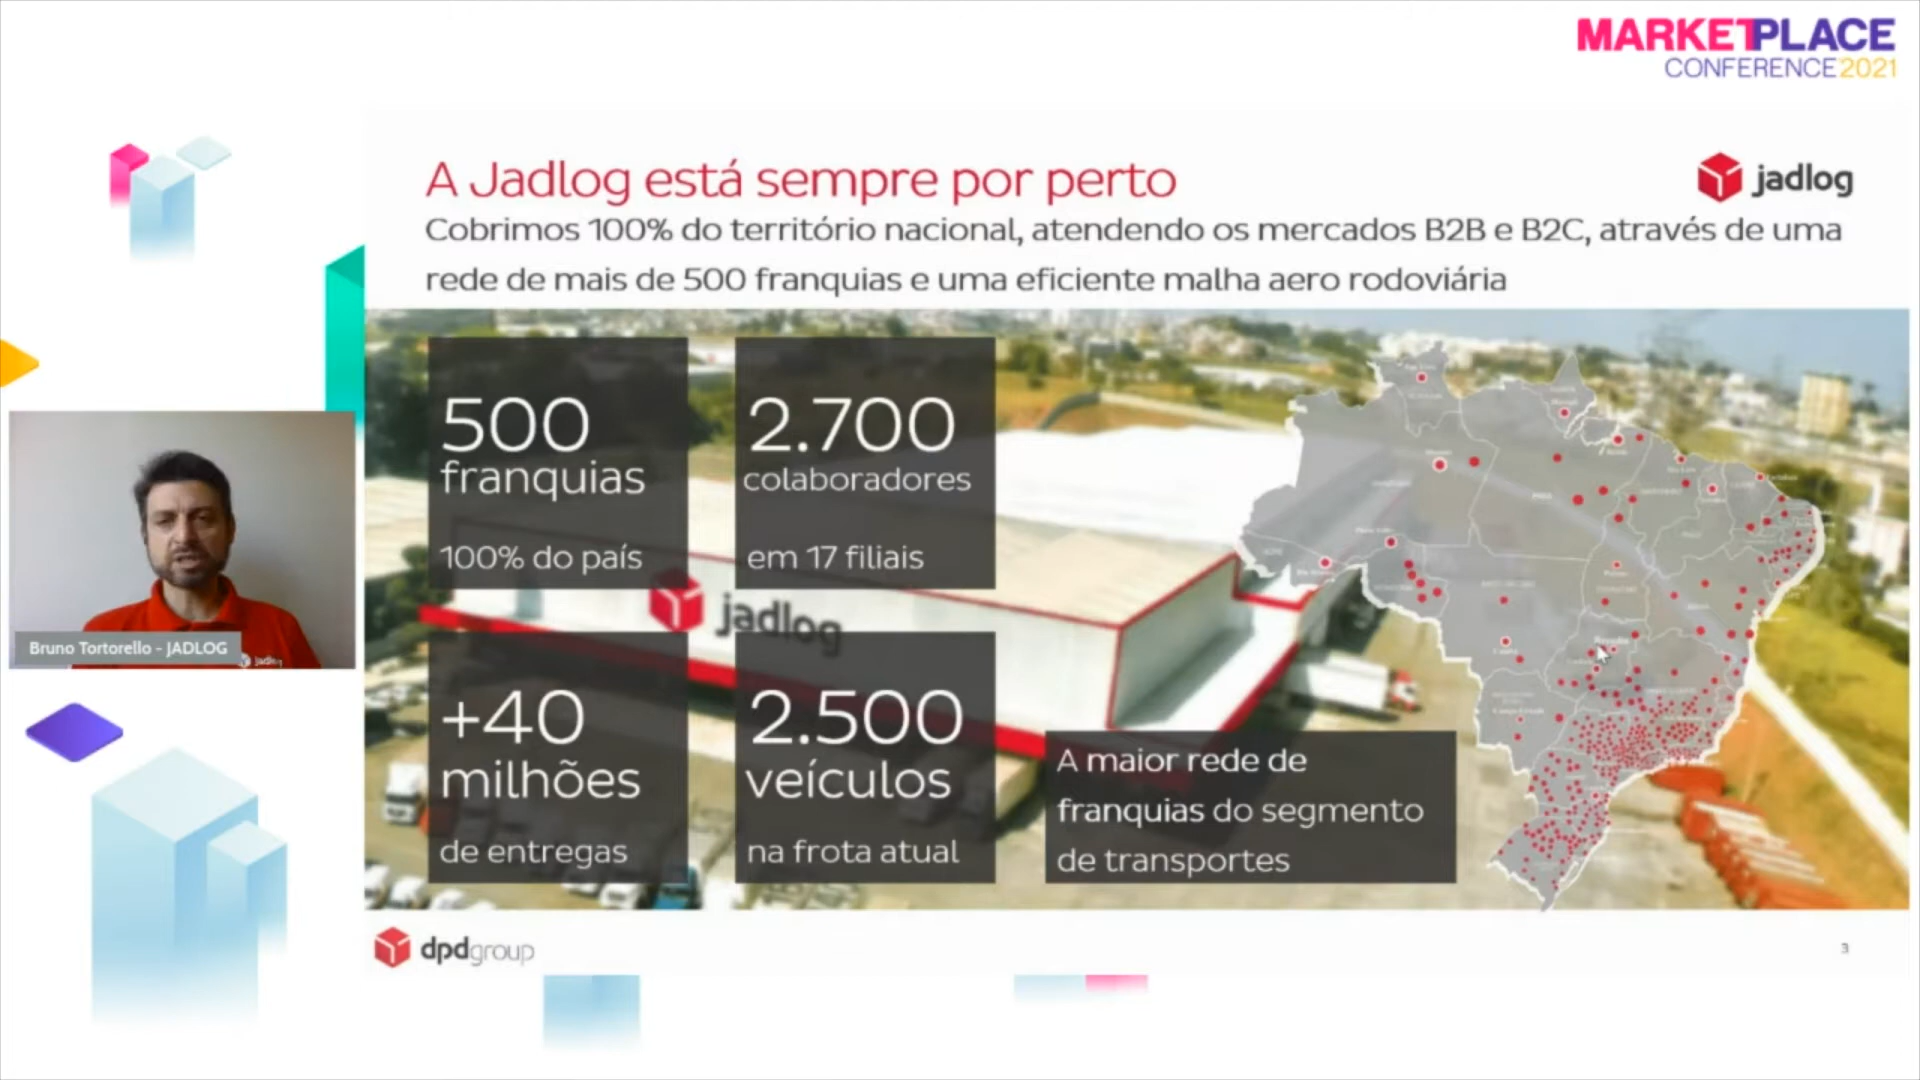 MARKETPLACE
CONFERENCE 2021
A Jadlog está sempre por perto
jadlog
Cobrimos 100% do território nacional, atendendo os mercados B2B e B2C, através de uma
rede de mais de 500 franquias e uma eficiente malha aero rodoviária
500
franquias
100% do país
2.700
colaboradores
em 17 filiais
jadlog
Bruno Tortorello - JADLOG
jadlog
+40
milhões
de entregas
2.500
veículos
na frota atual
A maior rede de
franquias do segmento
de transportes
dpdgroup
3